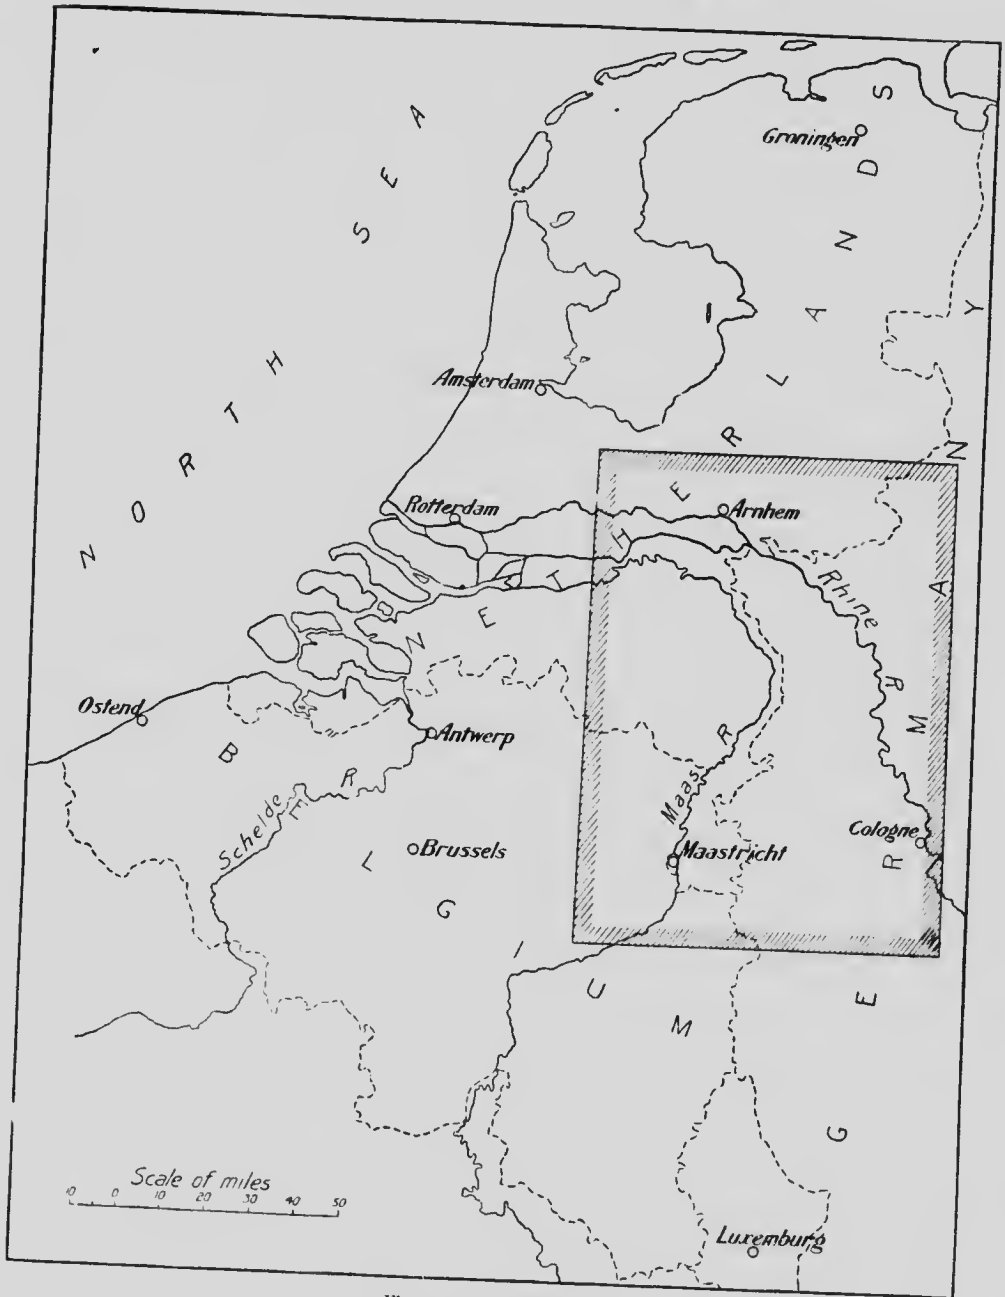 NORTH SEA
Groningen
NETHERLANDS
Amsterdam
Rotterdam
Arnhem
Rhine R
GERMANY
Ostend
Antwerp
BELGIUM
Schelde R
Maas R
Cologne
Brussels
Maastricht
Scale of miles
10 0 10 20 30 40 50
Luxemburg